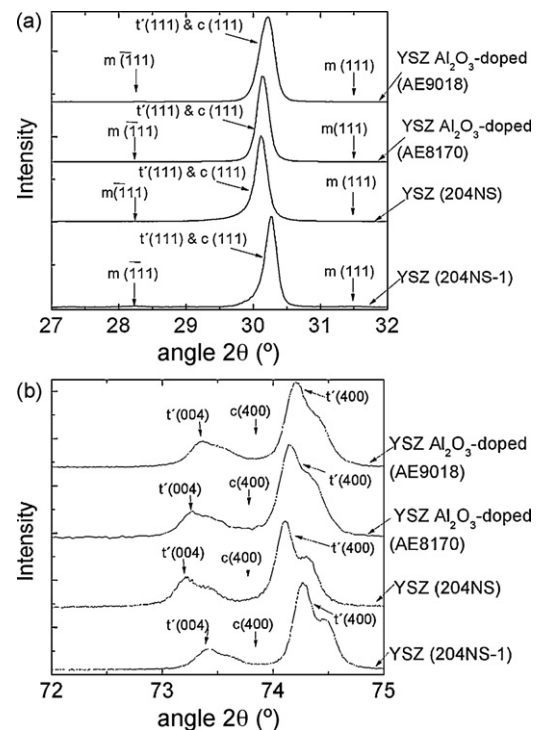 (a)
t´(111) & c (111)
m (1̅11)
m (111)
YSZ Al₂O₃-doped
(AE9018)
t´(111) & c (111)
m (1̅11)
m(111)
YSZ Al₂O₃-doped
(AE8170)
t´(111) & c (111)
m(1̅11)
m (111)
YSZ (204NS)
t´(111) & c (111)
m (1̅11)
m (111)
YSZ (204NS-1)
Intensity
27 28 29 30 31 32
angle 2θ (º)
(b)
t´(400)
t´(004)
c(400)
YSZ Al₂O₃-doped
(AE9018)
t´(004)
c(400)
t´(400)
YSZ Al₂O₃-doped
(AE8170)
t´(004)
c(400)
t´(400)
YSZ (204NS)
t´(004)
c(400)
t´(400)
YSZ (204NS-1)
Intensity
72 73 74 75
angle 2θ (º)